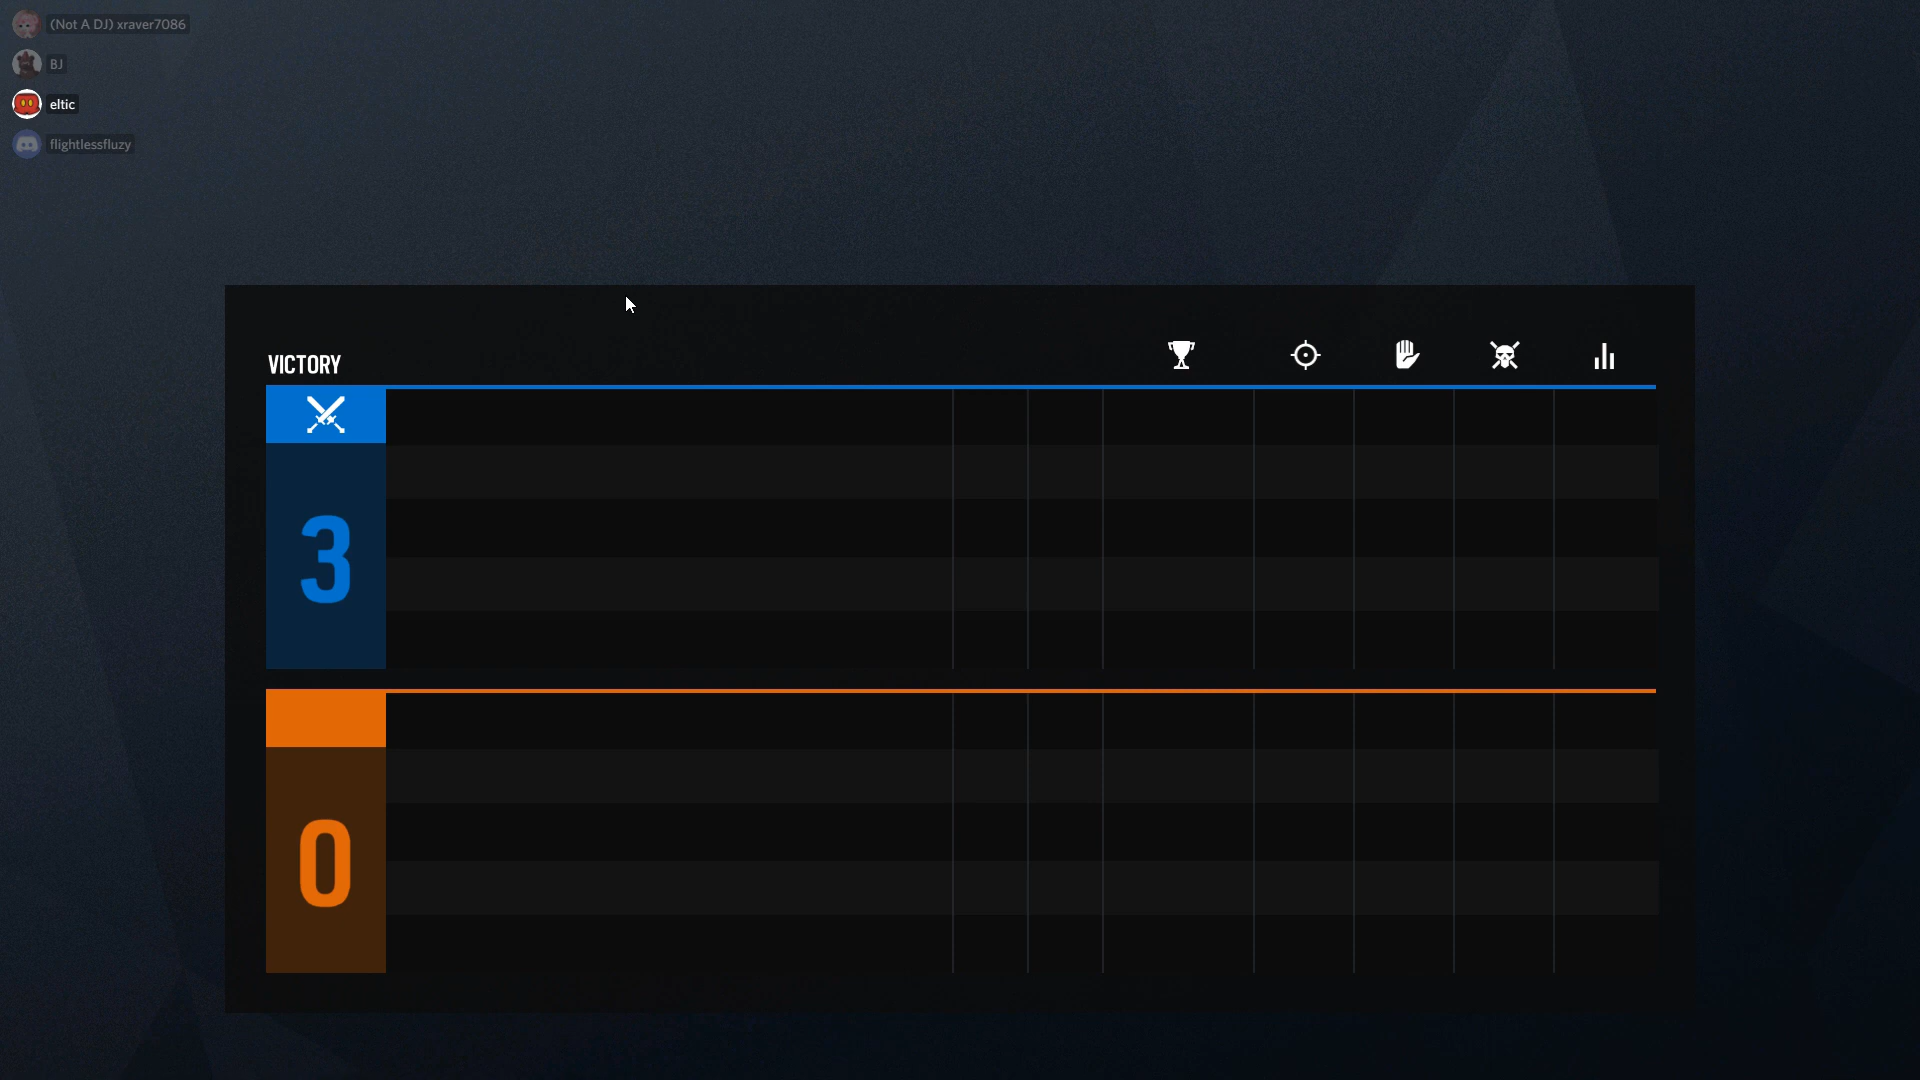 (Not A DJ) xraver7086
BJ
eltic
flightlessfluzy
VICTORY
3
0